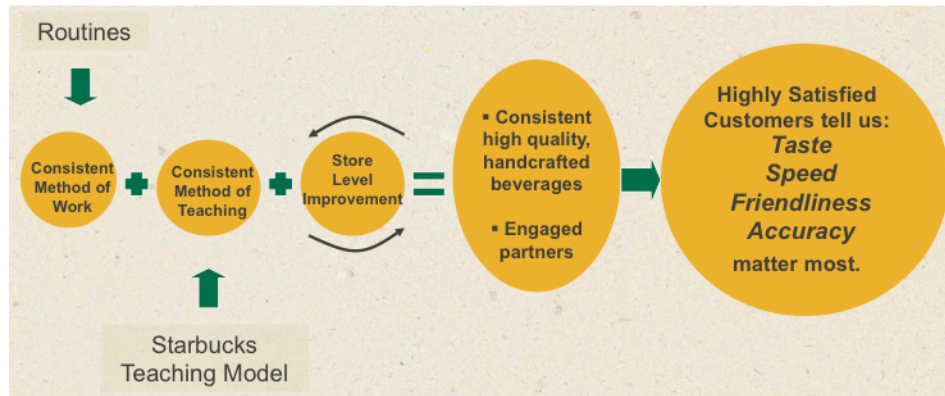 Routines
Consistent
Method of
Work
Consistent
Method of
Teaching
Store
Level
Improvement
▪ Consistent
high quality,
handcrafted
beverages
▪ Engaged
partners
Highly Satisfied
Customers tell us:
Taste
Speed
Friendliness
Accuracy
matter most.
Starbucks
Teaching Model